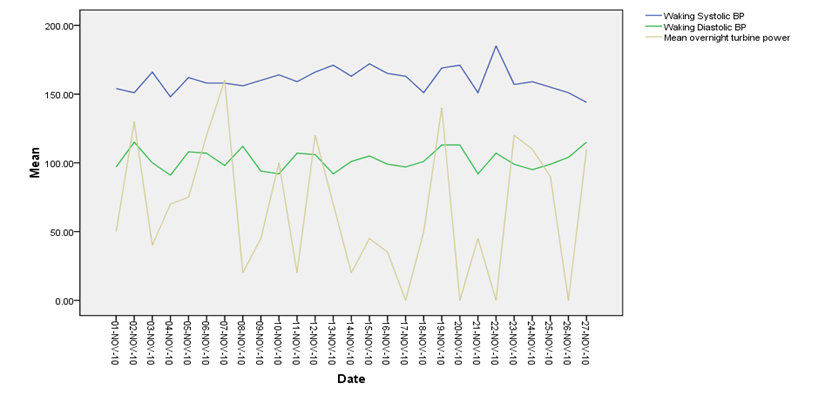 Waking Systolic BP
Waking Diastolic BP
Mean overnight turbine power
200.00
150.00
100.00
50.00
0.00
Mean
01-NOV-10
02-NOV-10
03-NOV-10
04-NOV-10
05-NOV-10
06-NOV-10
07-NOV-10
08-NOV-10
09-NOV-10
10-NOV-10
11-NOV-10
12-NOV-10
13-NOV-10
14-NOV-10
15-NOV-10
16-NOV-10
17-NOV-10
18-NOV-10
19-NOV-10
20-NOV-10
21-NOV-10
22-NOV-10
23-NOV-10
24-NOV-10
25-NOV-10
26-NOV-10
27-NOV-10
Date